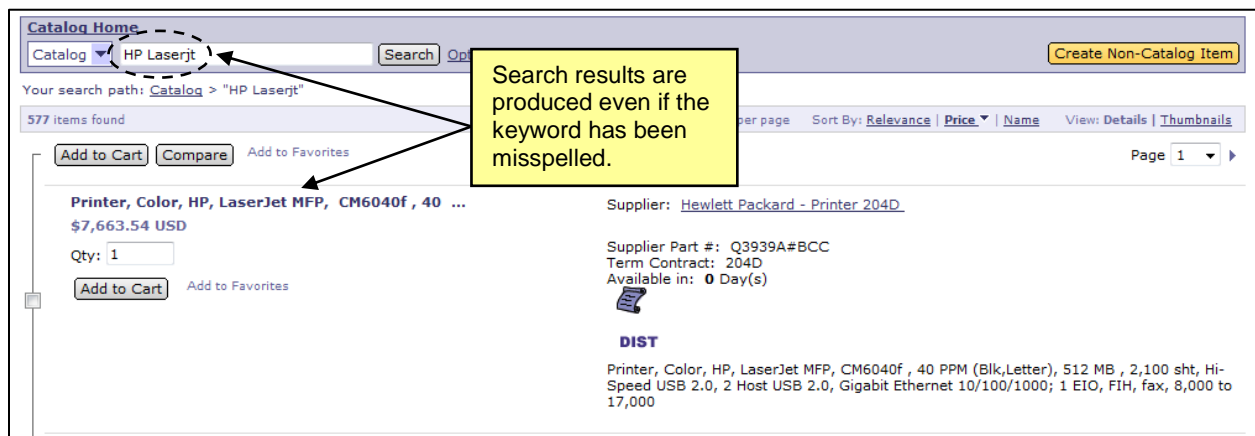 Catalog Home
Catalog HP Laserjt Search Opt Create Non-Catalog Item
Your search path: Catalog > "HP Laserjt"
577 items found per page Sort By: Relevance | Price | Name View: Details | Thumbnails
Search results are
produced even if the
keyword has been
misspelled.
Add to Cart Compare Add to Favorites Page 1
Printer, Color, HP, LaserJet MFP, CM6040f , 40 ...
$7,663.54 USD
Qty: 1
Add to Cart Add to Favorites
Supplier: Hewlett Packard - Printer 204D
Supplier Part #: Q3939A#BCC
Term Contract: 204D
Available in: 0 Day(s)
DIST
Printer, Color, HP, LaserJet MFP, CM6040f , 40 PPM (Blk,Letter), 512 MB , 2,100 sht, Hi-
Speed USB 2.0, 2 Host USB 2.0, Gigabit Ethernet 10/100/1000; 1 EIO, FIH, fax, 8,000 to
17,000